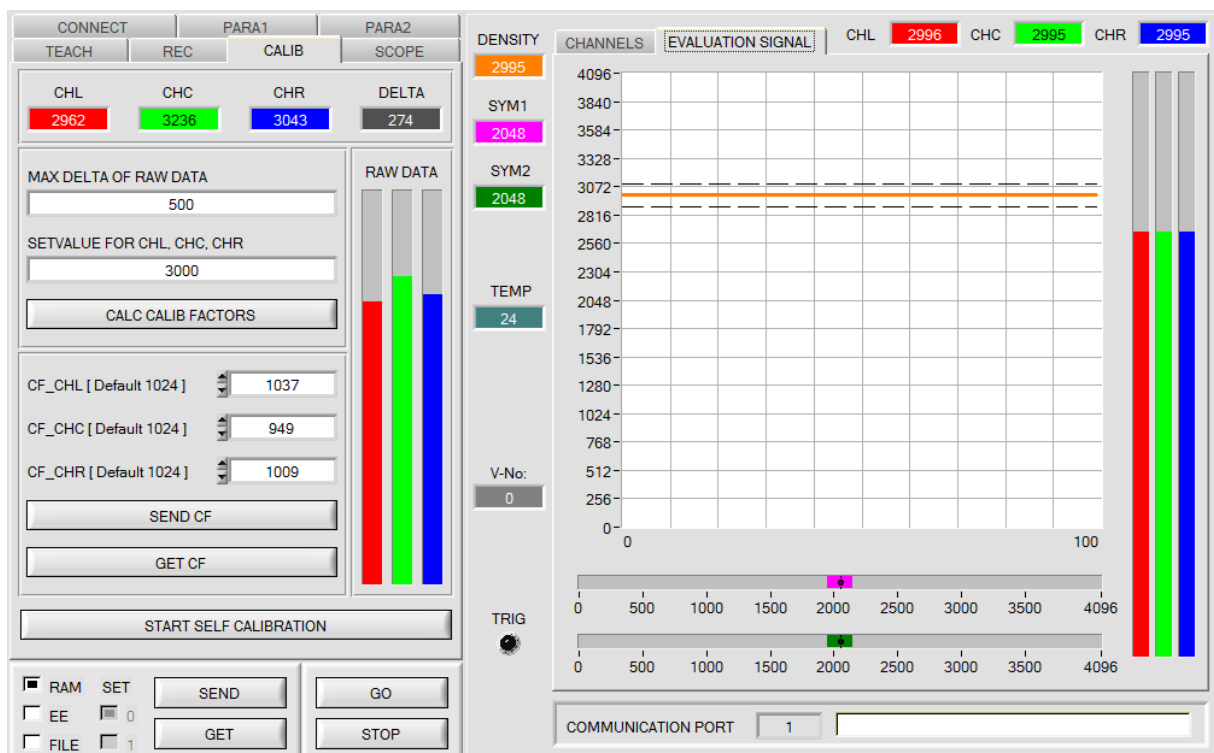 CONNECT PARA1 PARA2
TEACH REC CALIB SCOPE
CHL CHC CHR DELTA
2962 3236 3043 274
MAX DELTA OF RAW DATA
500
SETVALUE FOR CHL, CHC, CHR
3000
CALC CALIB FACTORS
RAW DATA
CF_CHL [ Default 1024 ] 1037
CF_CHC [ Default 1024 ] 949
CF_CHR [ Default 1024 ] 1009
SEND CF
GET CF
START SELF CALIBRATION
RAM SET
EE 0
FILE 1
SEND
GET
GO
STOP
DENSITY
2995
SYM1
2048
SYM2
2048
TEMP
24
V-No:
0
TRIG
CHANNELS EVALUATION SIGNAL CHL 2996 CHC 2995 CHR 2995
4096
3840
3584
3328
3072
2816
2560
2304
2048
1792
1536
1280
1024
768
512
256
0
0 100
0 500 1000 1500 2000 2500 3000 3500 4096
0 500 1000 1500 2000 2500 3000 3500 4096
COMMUNICATION PORT 1